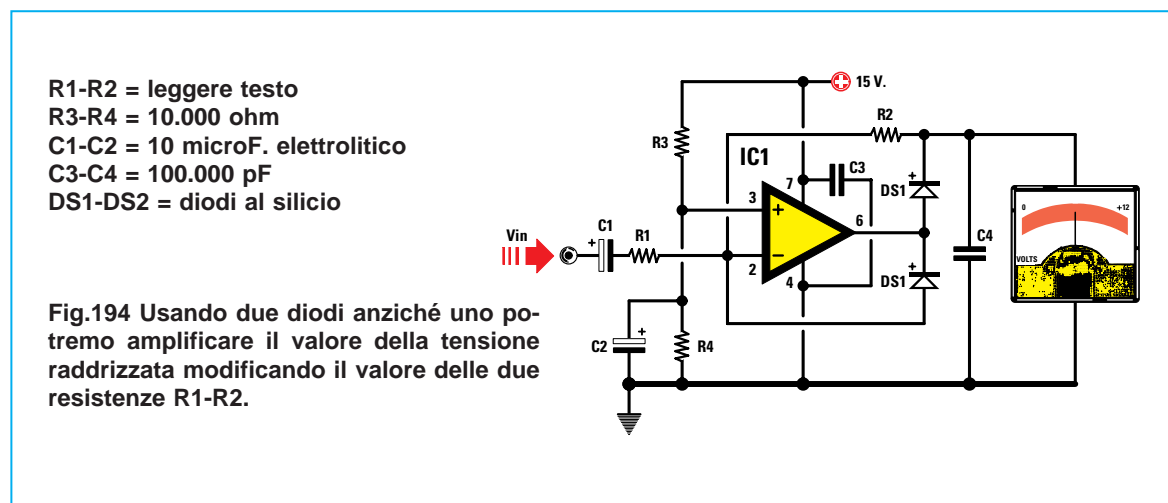 R1-R2 = leggere testo
R3-R4 = 10.000 ohm
C1-C2 = 10 microF. elettrolitico
C3-C4 = 100.000 pF
DS1-DS2 = diodi al silicio
Fig.194 Usando due diodi anziché uno po-
tremo amplificare il valore della tensione
raddrizzata modificando il valore delle due
resistenze R1-R2.
15 V.
R2
R3
IC1
7
C3
+
DS1
3
+
6
0
+12
C1
Vin
+
R1
C4
VOLTS
2
−
4
+
DS1
+
C2
R4